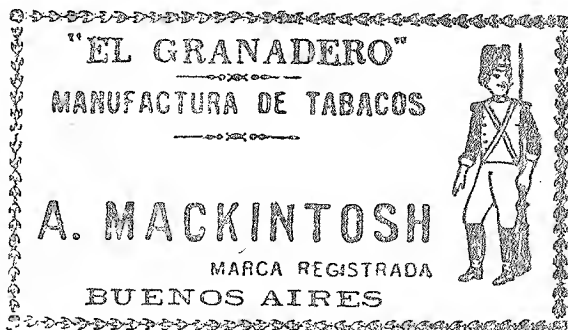 "EL GRANADERO"
MANUFACTURA DE TABACOS
A. MACKINTOSH
MARCA REGISTRADA
BUENOS AIRES